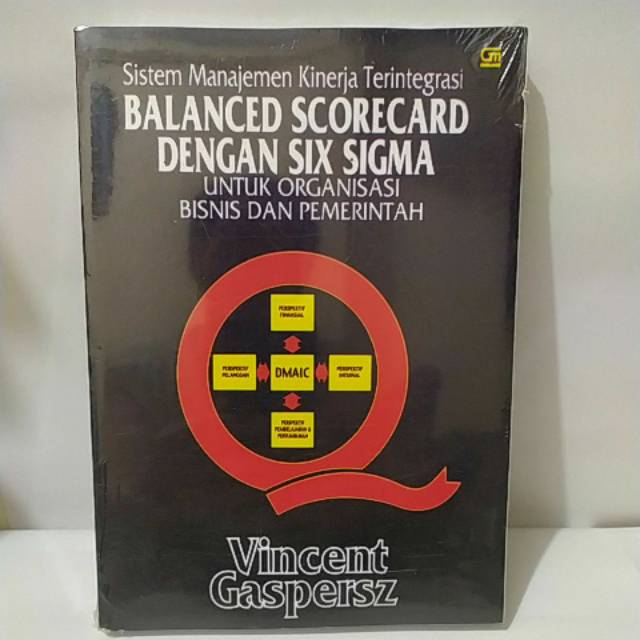 Gm
Sistem Manajemen Kinerja Terintegrasi
BALANCED SCORECARD
DENGAN SIX SIGMA
UNTUK ORGANISASI
BISNIS DAN PEMERINTAH
PERSPEKTIF
FINANSIAL
PERSPEKTIF
PELANGGAN
DMAIC
PERSPEKTIF
INTERNAL
PERSPEKTIF
PEMBELAJARAN &
PERTUMBUHAN
Vincent
Gaspersz